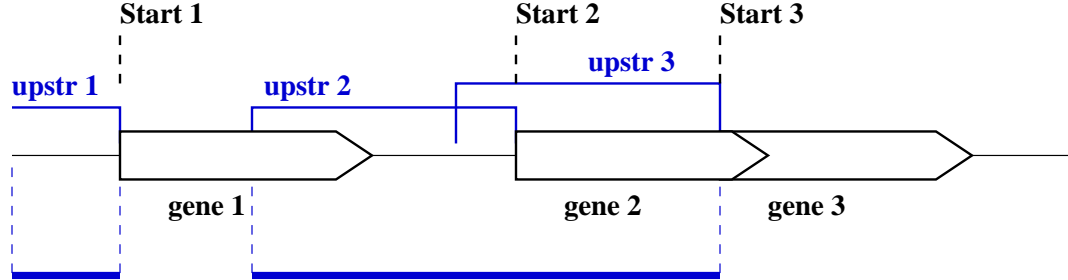 Start 1 Start 2 Start 3
upstr 3
upstr 1 upstr 2
gene 1 gene 2 gene 3